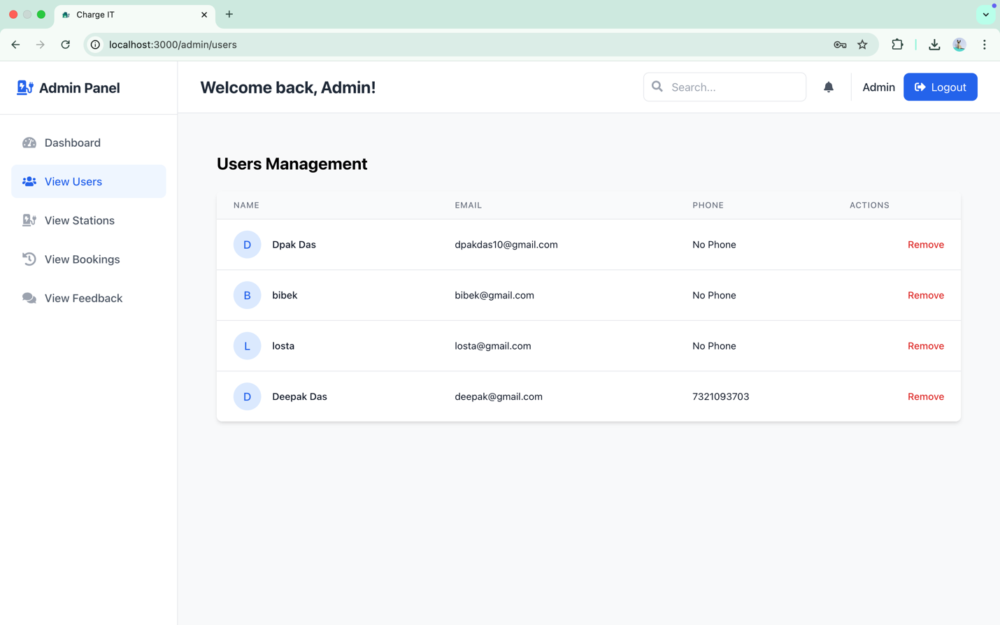 Charge IT
localhost:3000/admin/users
Admin Panel
Welcome back, Admin!
Search...
Admin
Logout
Dashboard
View Users
View Stations
View Bookings
View Feedback
Users Management
NAME EMAIL PHONE ACTIONS
D Dpak Das dpakdas10@gmail.com No Phone Remove
B bibek bibek@gmail.com No Phone Remove
L losta losta@gmail.com No Phone Remove
D Deepak Das deepak@gmail.com 7321093703 Remove